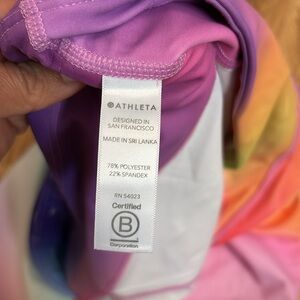 ATHLETA
DESIGNED IN
SAN FRANCISCO
MADE IN SRI LANKA
78% POLYESTER
22% SPANDEX
RN 54023
Certified
B
Corporation